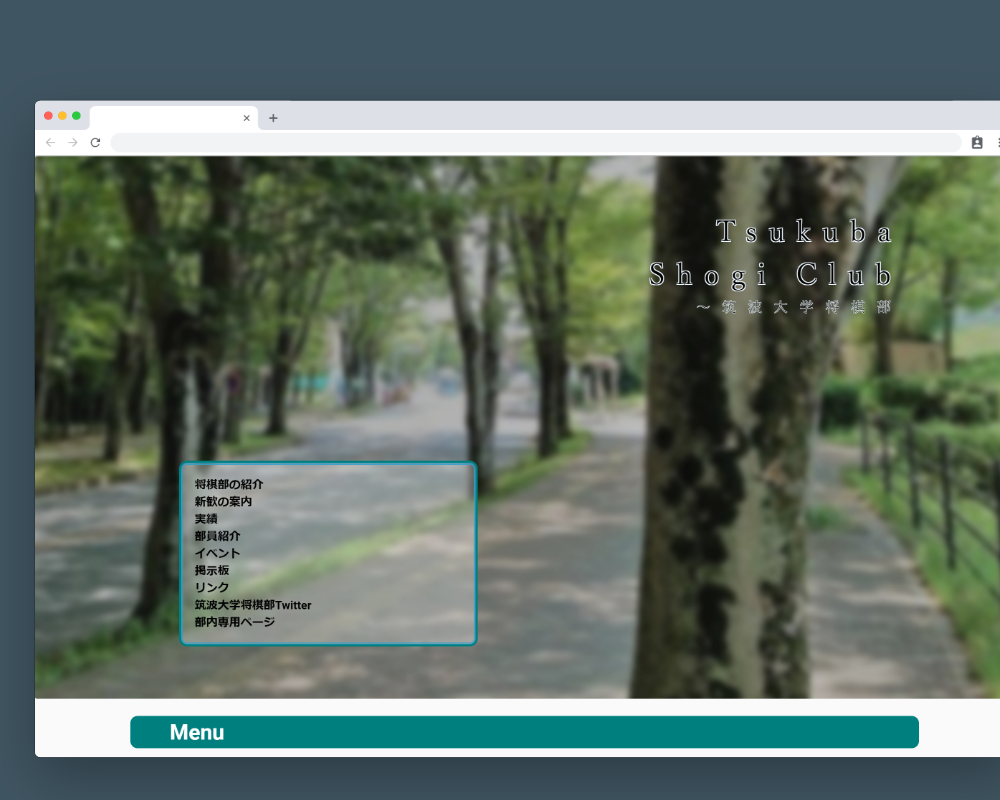 Tsukuba
Shogi Club
～筑波大学将棋部
将棋部の紹介
新歓の案内
実績
部員紹介
イベント
掲示板
リンク
筑波大学将棋部Twitter
部内専用ページ
Menu